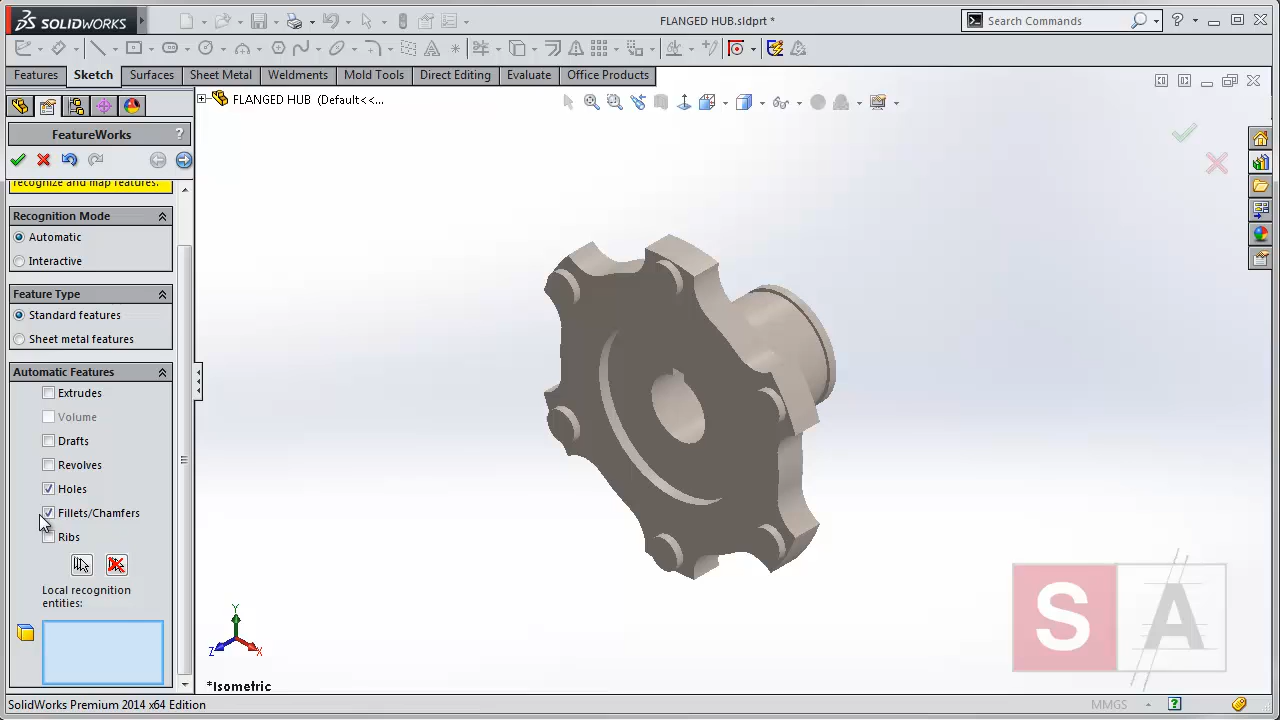 SOLIDWORKS
FLANGED HUB.sldprt *
Search Commands
Features
Sketch
Surfaces
Sheet Metal
Weldments
Mold Tools
Direct Editing
Evaluate
Office Products
FLANGED HUB (Default<<...
FeatureWorks
?
recognize and map features.
Recognition Mode
Automatic
Interactive
Feature Type
Standard features
Sheet metal features
Automatic Features
Extrudes
Volume
Drafts
Revolves
Holes
Fillets/Chamfers
Ribs
Local recognition
entities:
Y
Z
X
*Isometric
SA
SolidWorks Premium 2014 x64 Edition
MMGS